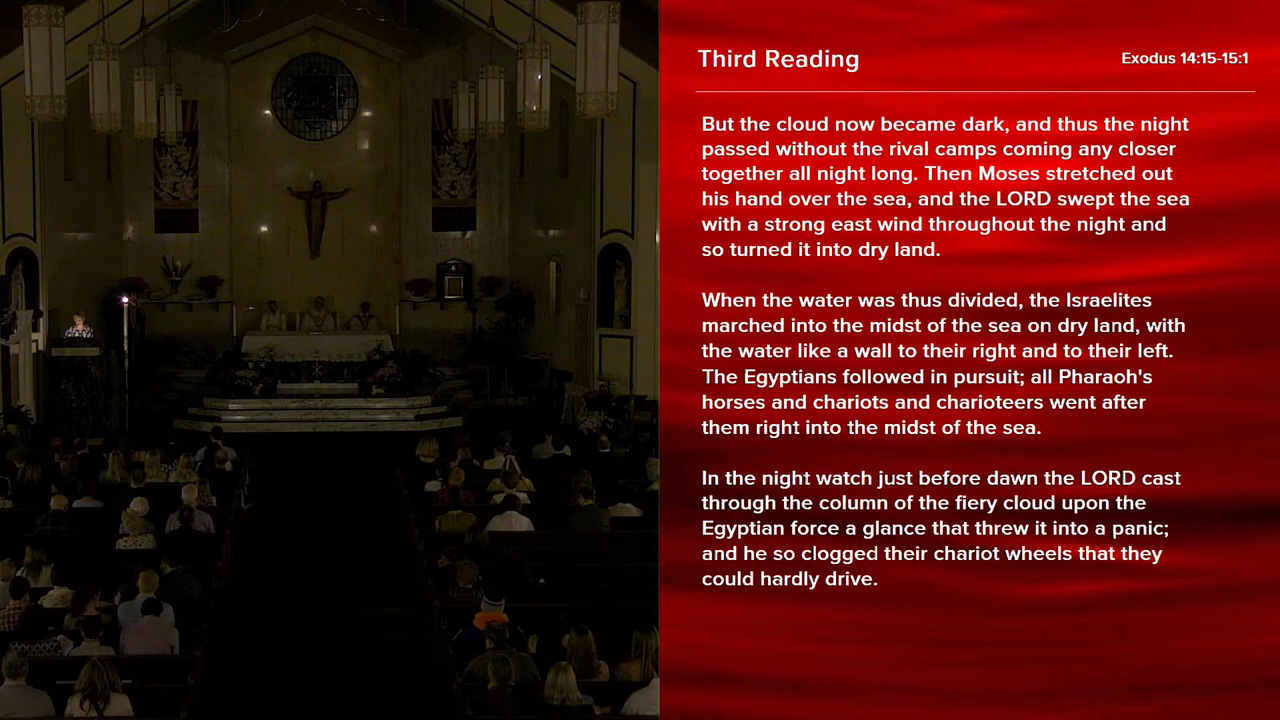 Third Reading
Exodus 14:15-15:1
But the cloud now became dark, and thus the night
passed without the rival camps coming any closer
together all night long. Then Moses stretched out
his hand over the sea, and the LORD swept the sea
with a strong east wind throughout the night and
so turned it into dry land.
When the water was thus divided, the Israelites
marched into the midst of the sea on dry land, with
the water like a wall to their right and to their left.
The Egyptians followed in pursuit; all Pharaoh's
horses and chariots and charioteers went after
them right into the midst of the sea.
In the night watch just before dawn the LORD cast
through the column of the fiery cloud upon the
Egyptian force a glance that threw it into a panic;
and he so clogged their chariot wheels that they
could hardly drive.